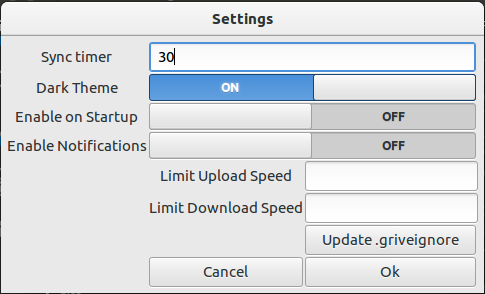 Settings
Sync timer 30
Dark Theme ON
Enable on Startup OFF
Enable Notifications OFF
Limit Upload Speed
Limit Download Speed
Update .griveignore
Cancel Ok